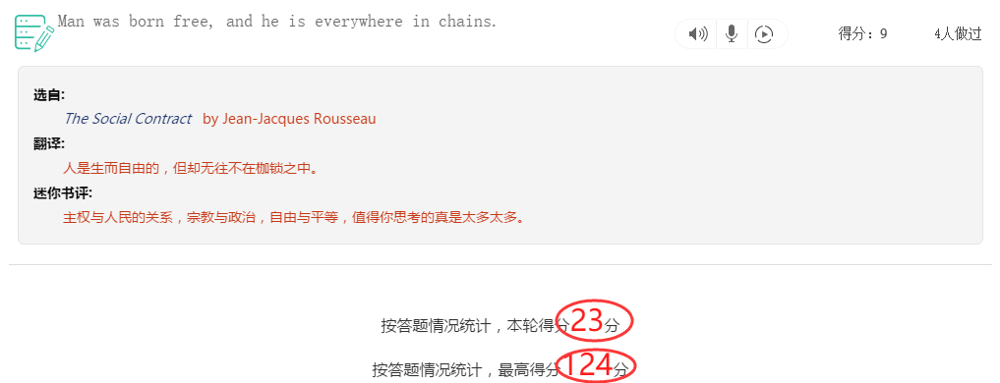 Man was born free, and he is everywhere in chains.
得分：9 4人做过
选自:
The Social Contract by Jean-Jacques Rousseau
翻译:
人是生而自由的，但却无往不在枷锁之中。
迷你书评:
主权与人民的关系，宗教与政治，自由与平等，值得你思考的真是太多太多。
按答题情况统计，本轮得分23分
按答题情况统计，最高得分124分